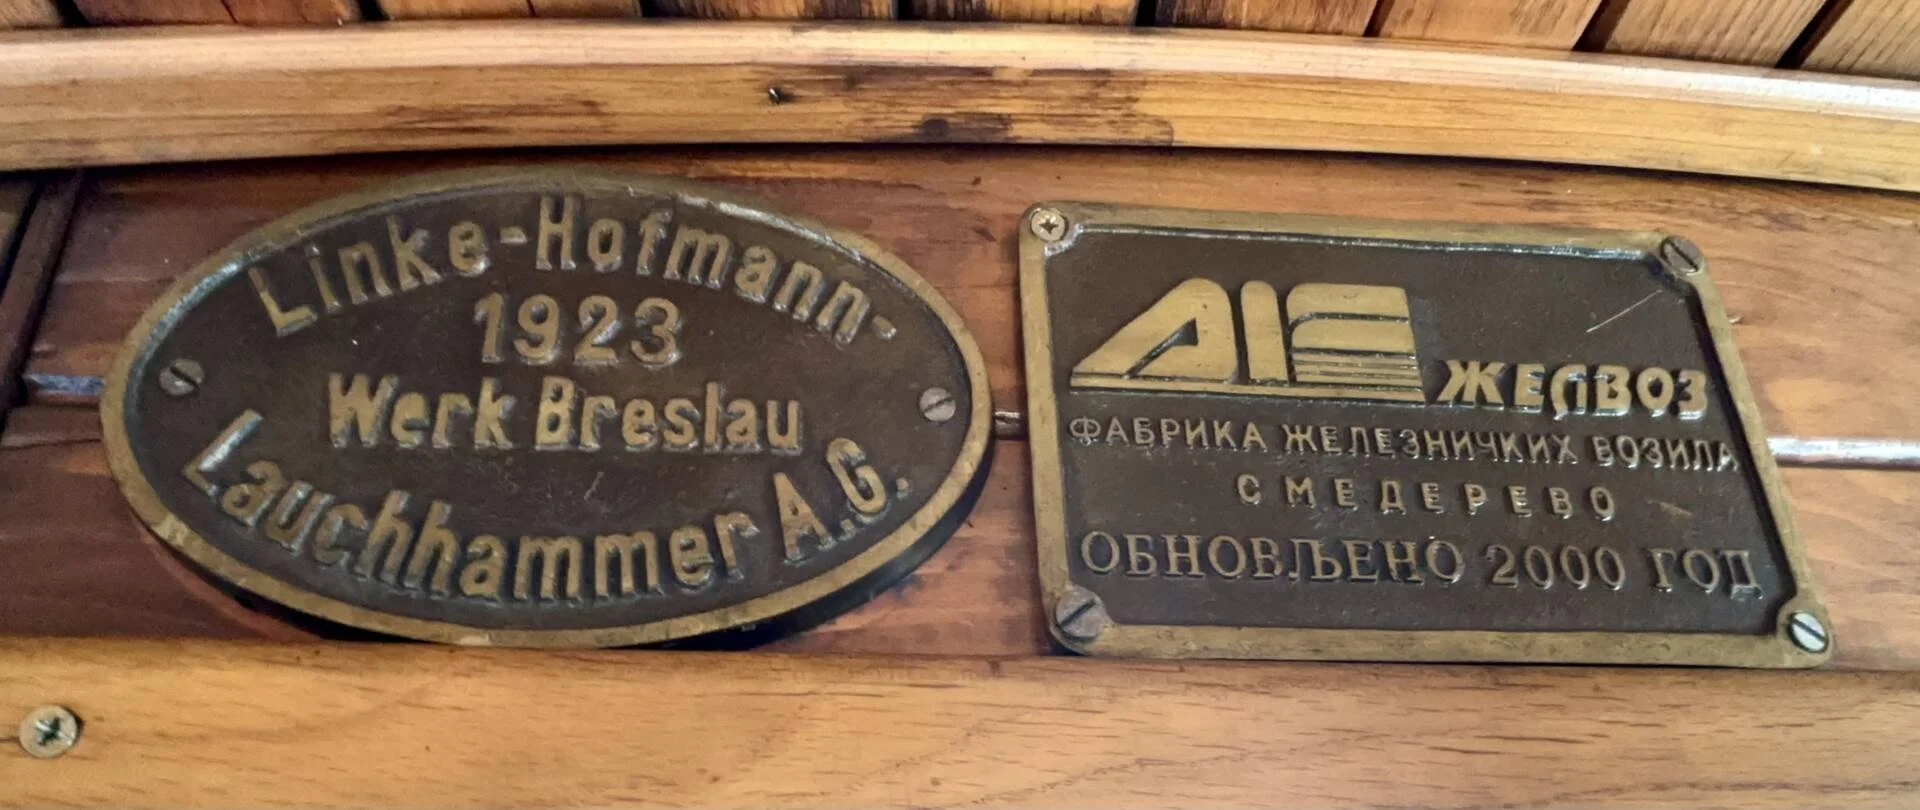 Linke-Hofmann-
1923
Werk Breslau
Lauchhammer A.G.
ЖЕЛВОЗ
ФАБРИКА ЖЕЛЕЗНИЧКИХ ВОЗИЛА
СМЕДЕРЕВО
ОБНОВЉЕНО 2000 ГОД